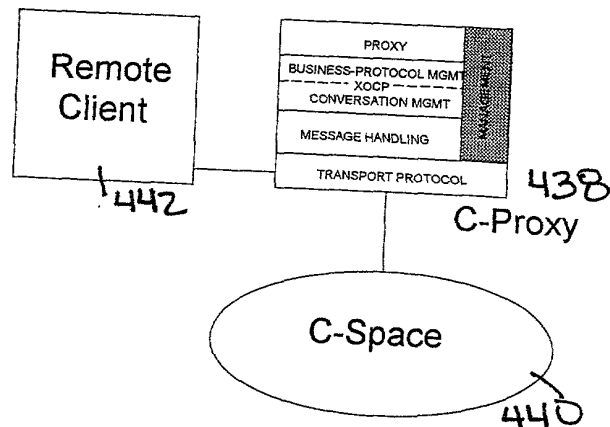 Remote
Client
442
PROXY
BUSINESS-PROTOCOL MGMT
XOCP
CONVERSATION MGMT
MESSAGE HANDLING
TRANSPORT PROTOCOL
MANAGEMENT
438
C-Proxy
C-Space
440